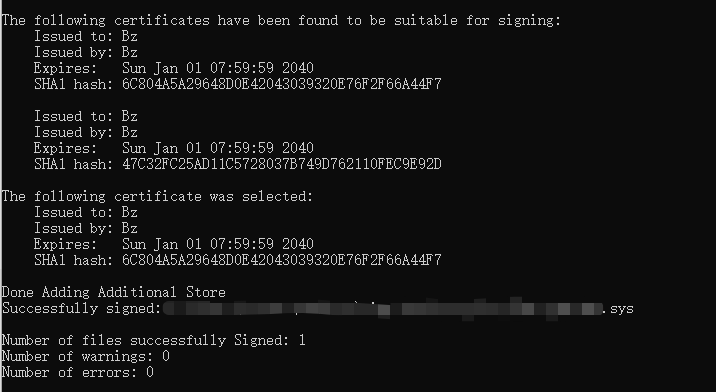 The following certificates have been found to be suitable for signing:
Issued to: Bz
Issued by: Bz
Expires: Sun Jan 01 07:59:59 2040
SHA1 hash: 6C804A5A29648D0E42043039320E76F2F66A44F7
Issued to: Bz
Issued by: Bz
Expires: Sun Jan 01 07:59:59 2040
SHA1 hash: 47C32FC25AD11C5728037B749D762110FEC9E92D
The following certificate was selected:
Issued to: Bz
Issued by: Bz
Expires: Sun Jan 01 07:59:59 2040
SHA1 hash: 6C804A5A29648D0E42043039320E76F2F66A44F7
Done Adding Additional Store
Successfully signed: .sys
Number of files successfully Signed: 1
Number of warnings: 0
Number of errors: 0